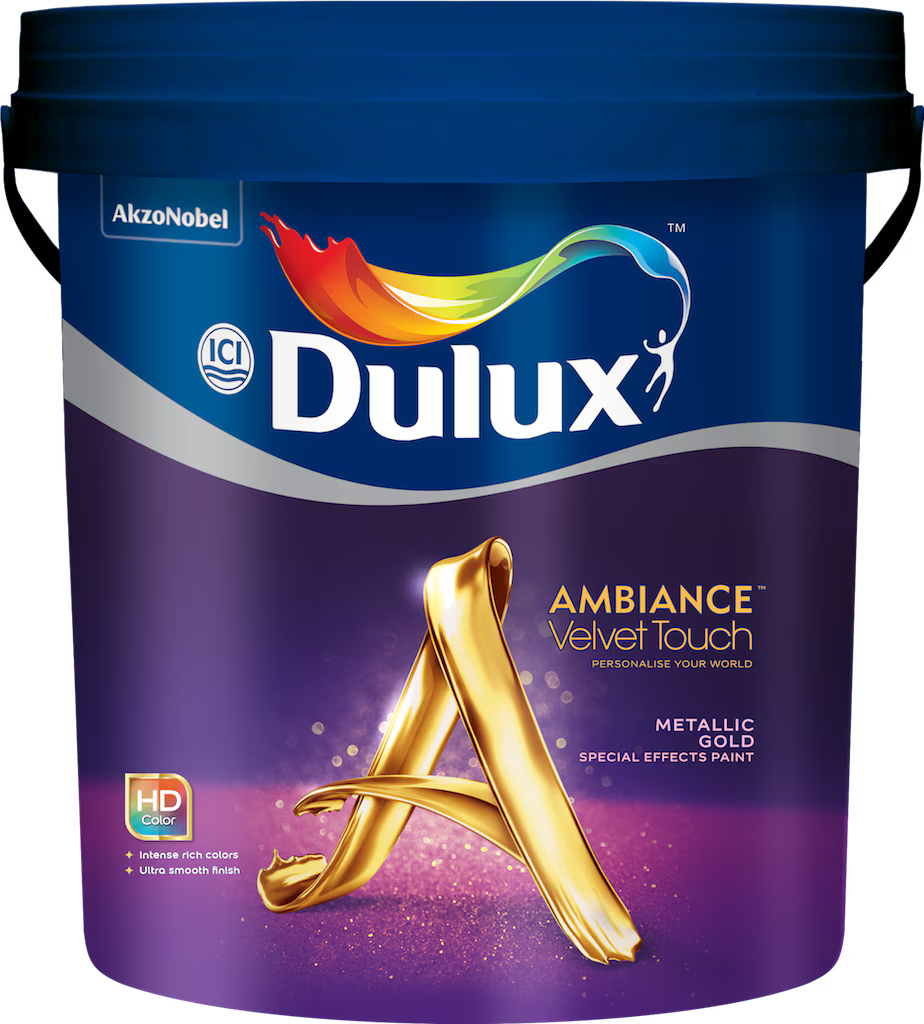 AkzoNobel
TM
ICI
Dulux
AMBIANCE™
Velvet Touch
PERSONALISE YOUR WORLD
METALLIC
GOLD
SPECIAL EFFECTS PAINT
HD
Color
Intense rich colors
Ultra smooth finish